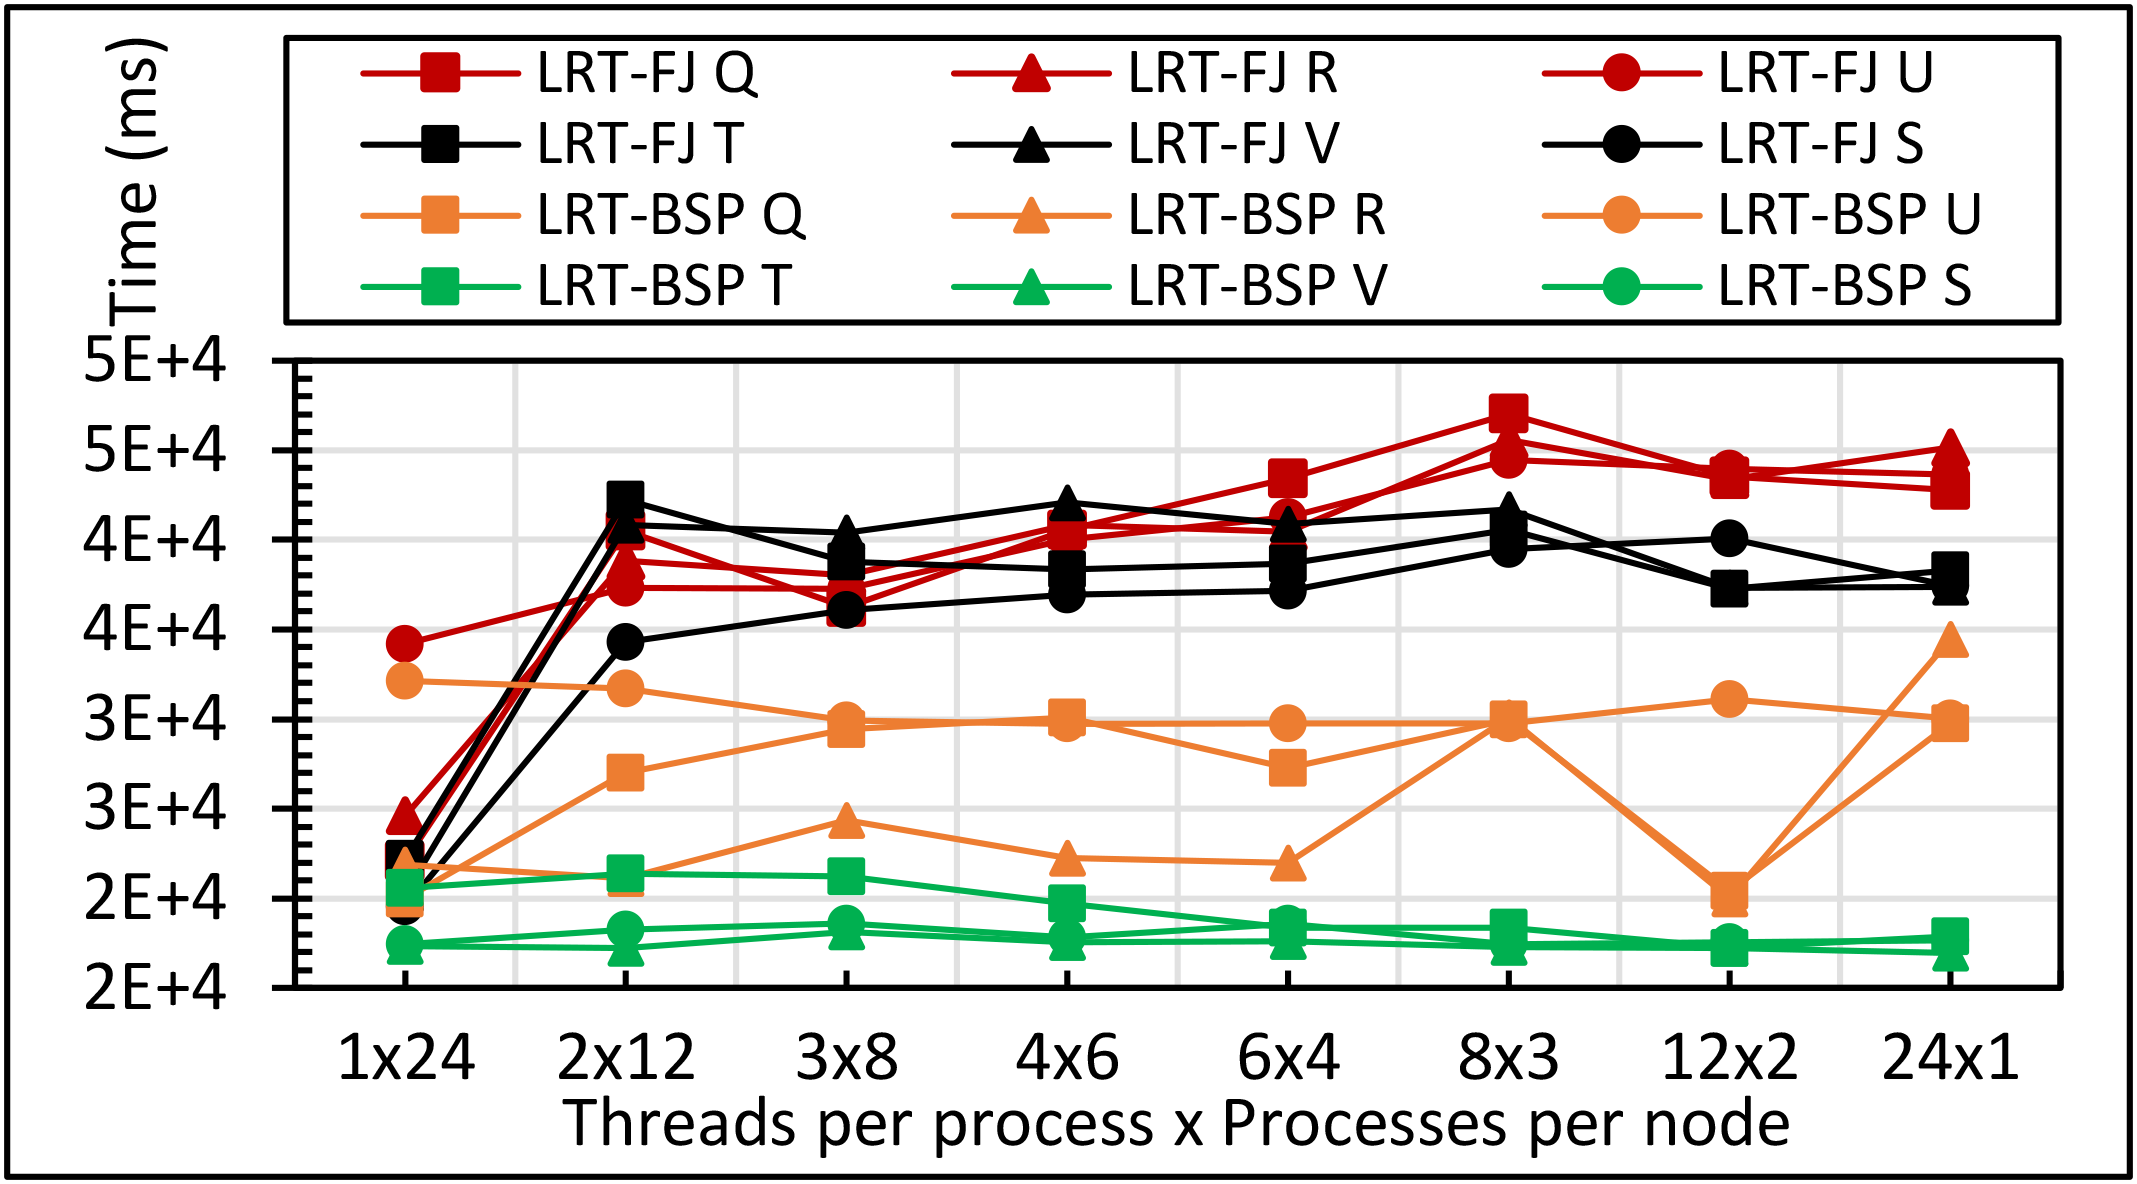 Time (ms)
LRT-FJ Q LRT-FJ R LRT-FJ U
LRT-FJ T LRT-FJ V LRT-FJ S
LRT-BSP Q LRT-BSP R LRT-BSP U
LRT-BSP T LRT-BSP V LRT-BSP S
5E+4
5E+4
4E+4
4E+4
3E+4
3E+4
2E+4
2E+4
1x24 2x12 3x8 4x6 6x4 8x3 12x2 24x1
Threads per process x Processes per node